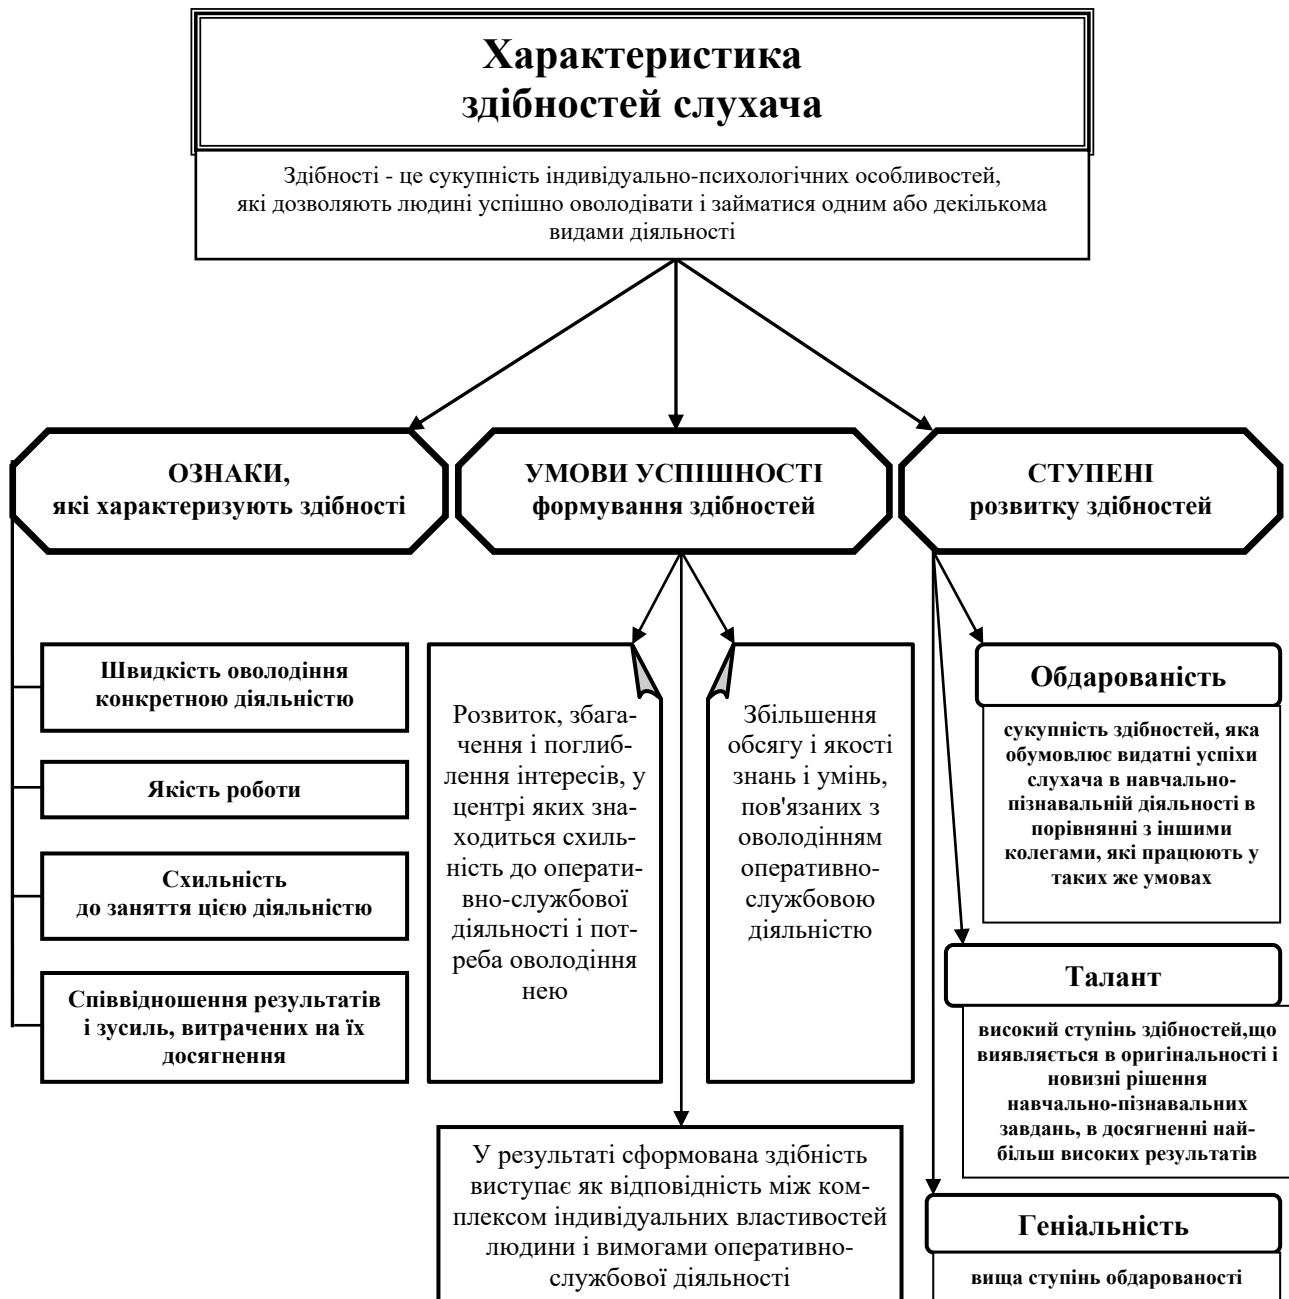 Характеристика
здібностей слухача
Здібності - це сукупність індивідуально-психологічних особливостей,
які дозволяють людині успішно оволодівати і займатися одним або декількома
видами діяльності
ОЗНАКИ,
які характеризують здібності
Швидкість оволодіння
конкретною діяльністю
Якість роботи
Схильність
до заняття цією діяльністю
Співвідношення результатів
і зусиль, витрачених на їх
досягнення
УМОВИ УСПІШНОСТІ
формування здібностей
Розвиток, збага-
чення і поглиб-
лення інтересів, у
центрі яких зна-
ходиться схиль-
ність до операти-
вно-службової
діяльності і пот-
реба оволодіння
нею
Збільшення
обсягу і якості
знань і умінь,
пов'язаних з
оволодінням
оперативно-
службовою
діяльністю
У результаті сформована здібність
виступає як відповідність між ком-
плексом індивідуальних властивостей
людини і вимогами оперативно-
службової діяльності
СТУПЕНІ
розвитку здібностей
Обдарованість
сукупність здібностей, яка
обумовлює видатні успіхи
слухача в навчально-
пізнавальній діяльності в
порівнянні з іншими
колегами, які працюють у
таких же умовах
Талант
високий ступінь здібностей,що
виявляється в оригінальності і
новизні рішення
навчально-пізнавальних
завдань, в досягненні най-
більш високих результатів
Геніальність
вища ступінь обдарованості